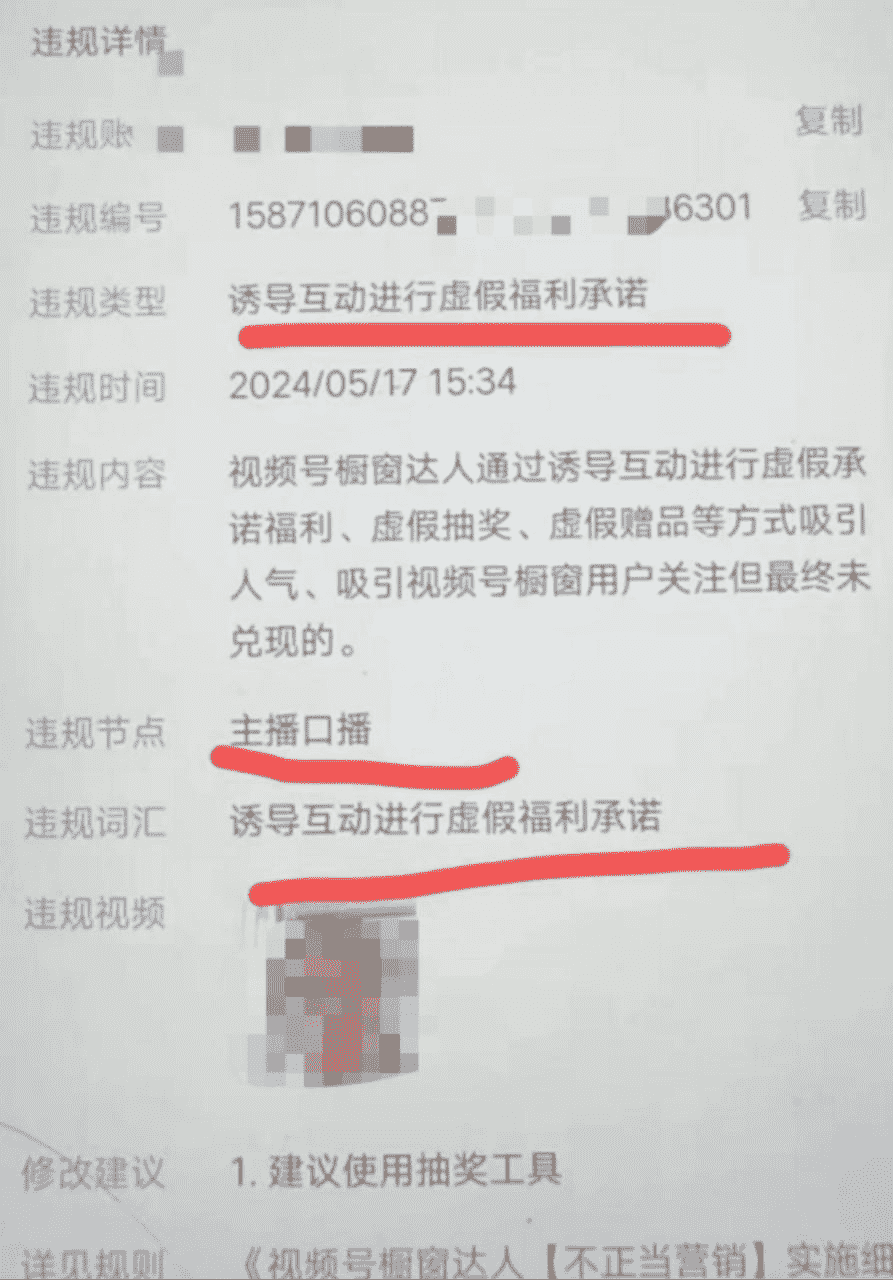 违规详情
违规账 复制
违规编号 1587106088 6301 复制
违规类型 诱导互动进行虚假福利承诺
违规时间 2024/05/17 15:34
违规内容 视频号橱窗达人通过诱导互动进行虚假承
诺福利、虚假抽奖、虚假赠品等方式吸引
人气、吸引视频号橱窗用户关注但最终未
兑现的。
违规节点 主播口播
违规词汇 诱导互动进行虚假福利承诺
违规视频
修改建议 1. 建议使用抽奖工具
详见规则 《视频号橱窗达人【不正当营销】实施细